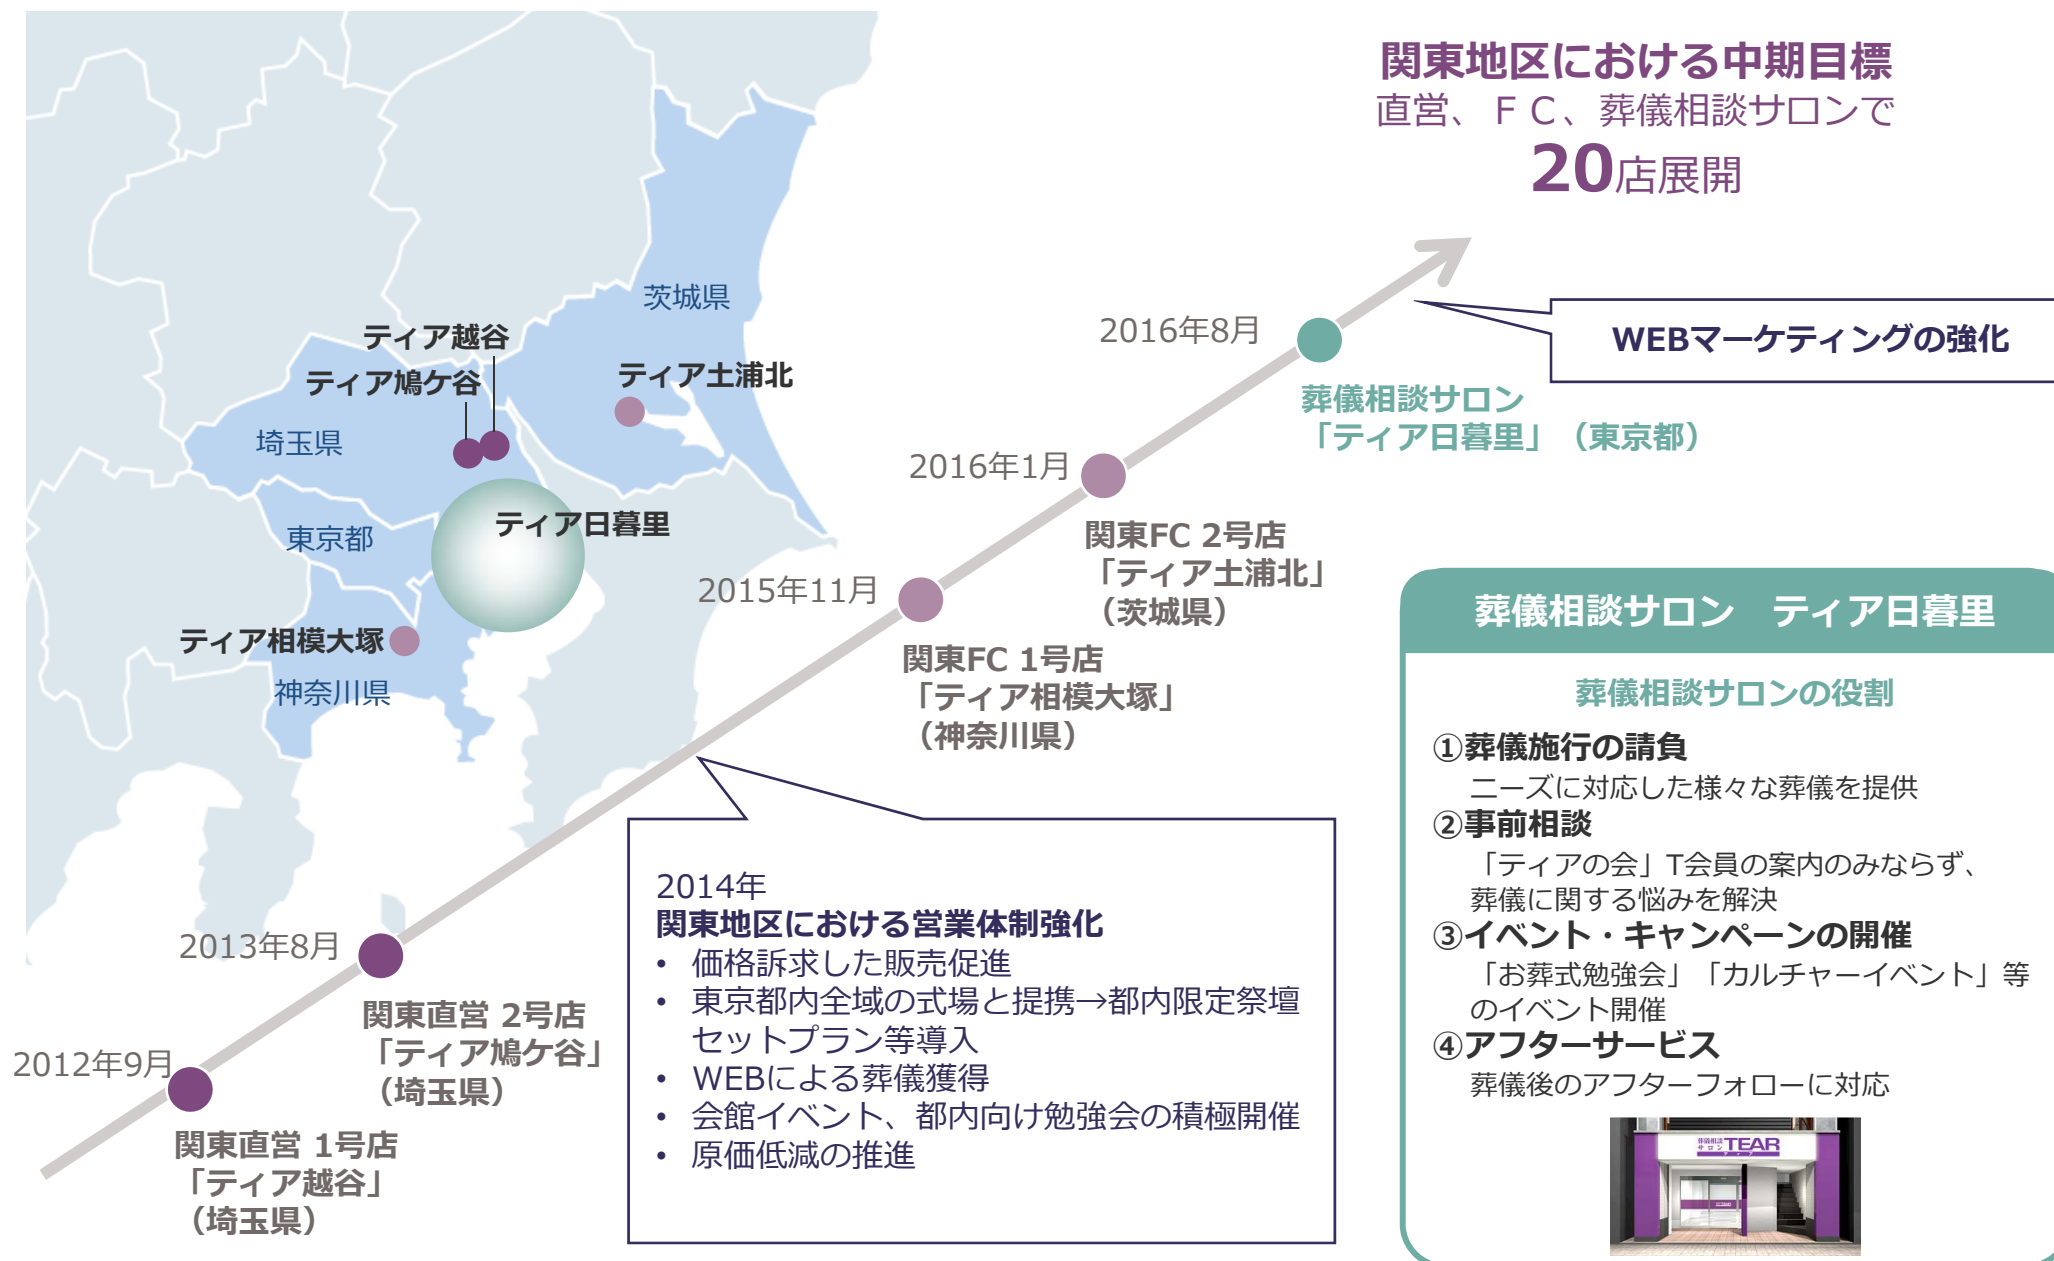 関東地区における中期目標
直営、ＦＣ、葬儀相談サロンで
20店展開
茨城県
ティア越谷
ティア鳩ケ谷
ティア土浦北
埼玉県
東京都
ティア日暮里
ティア相模大塚
神奈川県
WEBマーケティングの強化
2016年8月
葬儀相談サロン
「ティア日暮里」（東京都）
2016年1月
関東FC 2号店
「ティア土浦北」
（茨城県）
2015年11月
関東FC 1号店
「ティア相模大塚」
（神奈川県）
2013年8月
関東直営 2号店
「ティア鳩ケ谷」
（埼玉県）
2012年9月
関東直営 1号店
「ティア越谷」
（埼玉県）
2014年
関東地区における営業体制強化
• 価格訴求した販売促進
• 東京都内全域の式場と提携→都内限定祭壇
セットプラン等導入
• WEBによる葬儀獲得
• 会館イベント、都内向け勉強会の積極開催
• 原価低減の推進
葬儀相談サロン　ティア日暮里
葬儀相談サロンの役割
①葬儀施行の請負
ニーズに対応した様々な葬儀を提供
②事前相談
「ティアの会」T会員の案内のみならず、
葬儀に関する悩みを解決
③イベント・キャンペーンの開催
「お葬式勉強会」「カルチャーイベント」等
のイベント開催
④アフターサービス
葬儀後のアフターフォローに対応
葬儀相談
サロン TEAR
ティア